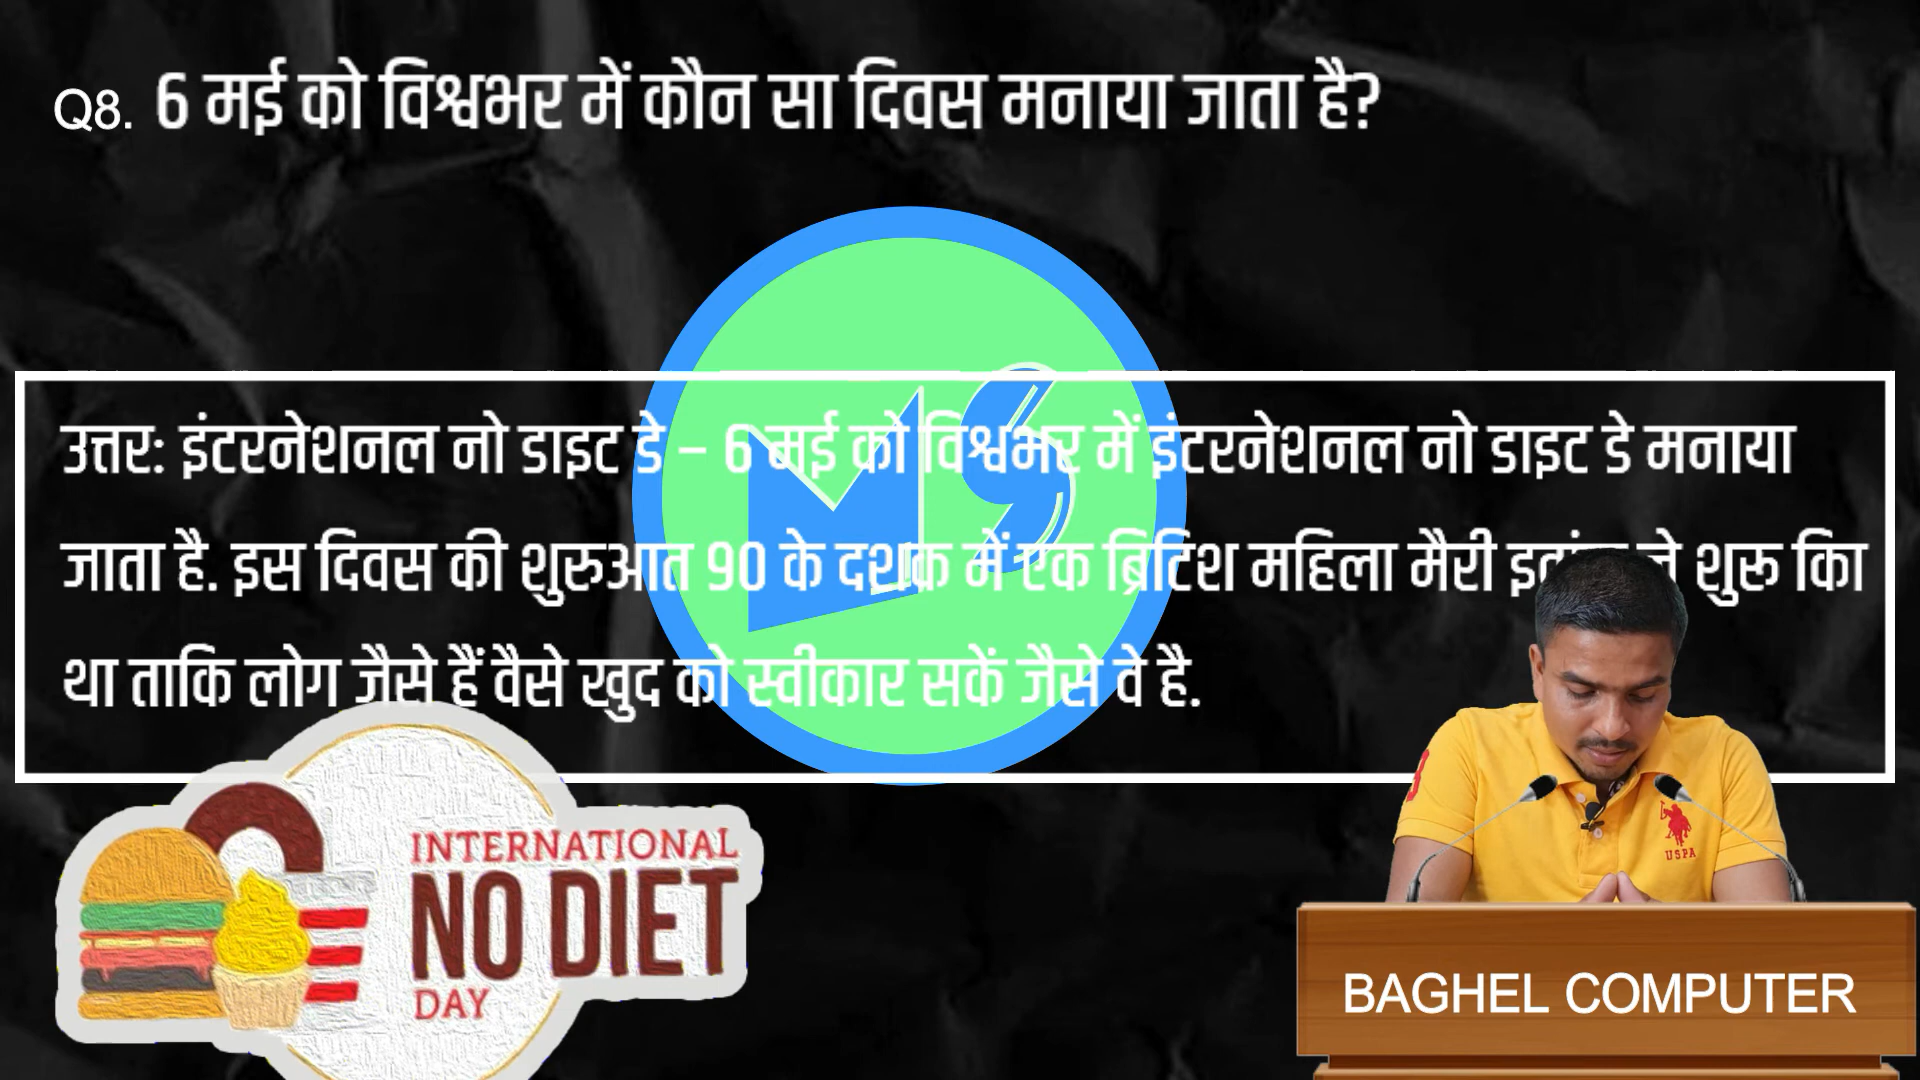 Q8. 6 मई को विश्वभर में कौन सा दिवस मनाया जाता है?
उत्तर: इंटरनेशनल नो डाइट डे – 6 मई को विश्वभर में इंटरनेशनल नो डाइट डे मनाया
जाता है. इस दिवस की शुरुआत 90 के दशक में एक ब्रिटिश महिला मैरी ने शुरू किा
था ताकि लोग जैसे हैं वैसे खुद को स्वीकार सकें जैसे वे है.
INTERNATIONAL
NO DIET
DAY
USPA
BAGHEL COMPUTER